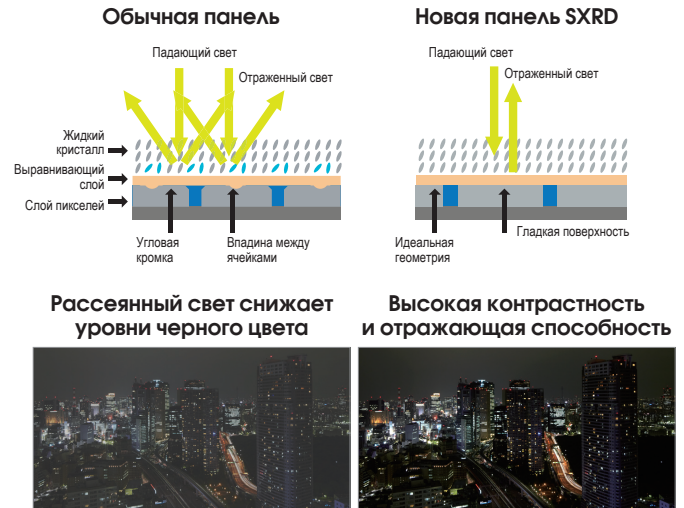 Обычная панель
Новая панель SXRD
Падающий свет
Отраженный свет
Жидкий
кристалл
Выравнивающий
слой
Слой пикселей
Угловая
кромка
Впадина между
ячейками
Падающий свет
Отраженный свет
Идеальная
геометрия
Гладкая поверхность
Рассеянный свет снижает
уровни черного цвета
Высокая контрастность
и отражающая способность